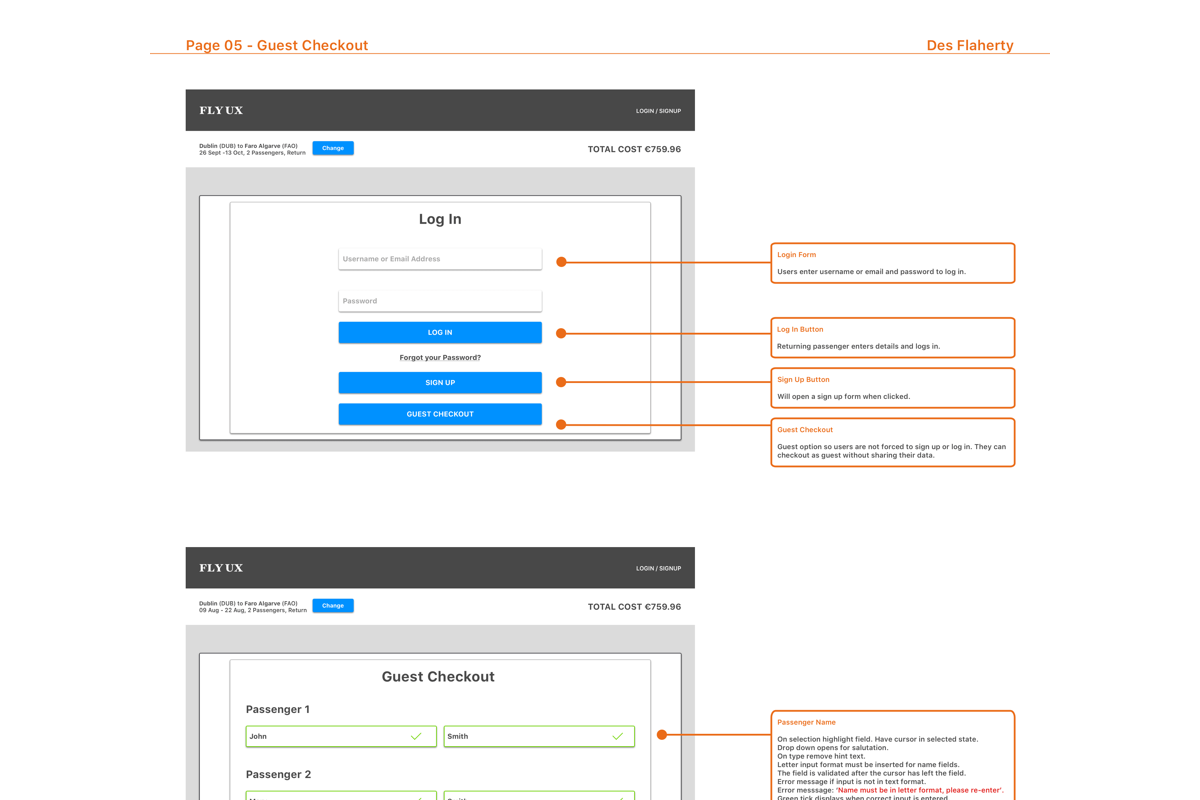 Page 05 - Guest Checkout
Des Flaherty
FLY UX
LOGIN / SIGNUP
Dublin (DUB) to Faro Algarve (FAO)
26 Sept -13 Oct, 2 Passengers, Return
Change
TOTAL COST €759.96
Log In
Username or Email Address
Password
LOG IN
Forgot your Password?
SIGN UP
GUEST CHECKOUT
Login Form
Users enter username or email and password to log in.
Log In Button
Returning passenger enters details and logs in.
Sign Up Button
Will open a sign up form when clicked.
Guest Checkout
Guest option so users are not forced to sign up or log in. They can
checkout as guest without sharing their data.
FLY UX
LOGIN / SIGNUP
Dublin (DUB) to Faro Algarve (FAO)
09 Aug - 22 Aug, 2 Passengers, Return
Change
TOTAL COST €759.96
Guest Checkout
Passenger 1
John
Smith
Passenger 2
Passenger Name
On selection highlight field. Have cursor in selected state.
Drop down opens for salutation.
On type remove hint text.
Letter input format must be inserted for name fields.
The field is validated after the cursor has left the field.
Error message if input is not in text format.
Error messsage: 'Name must be in letter format, please re-enter'.
Green tick displays when correct input is entered